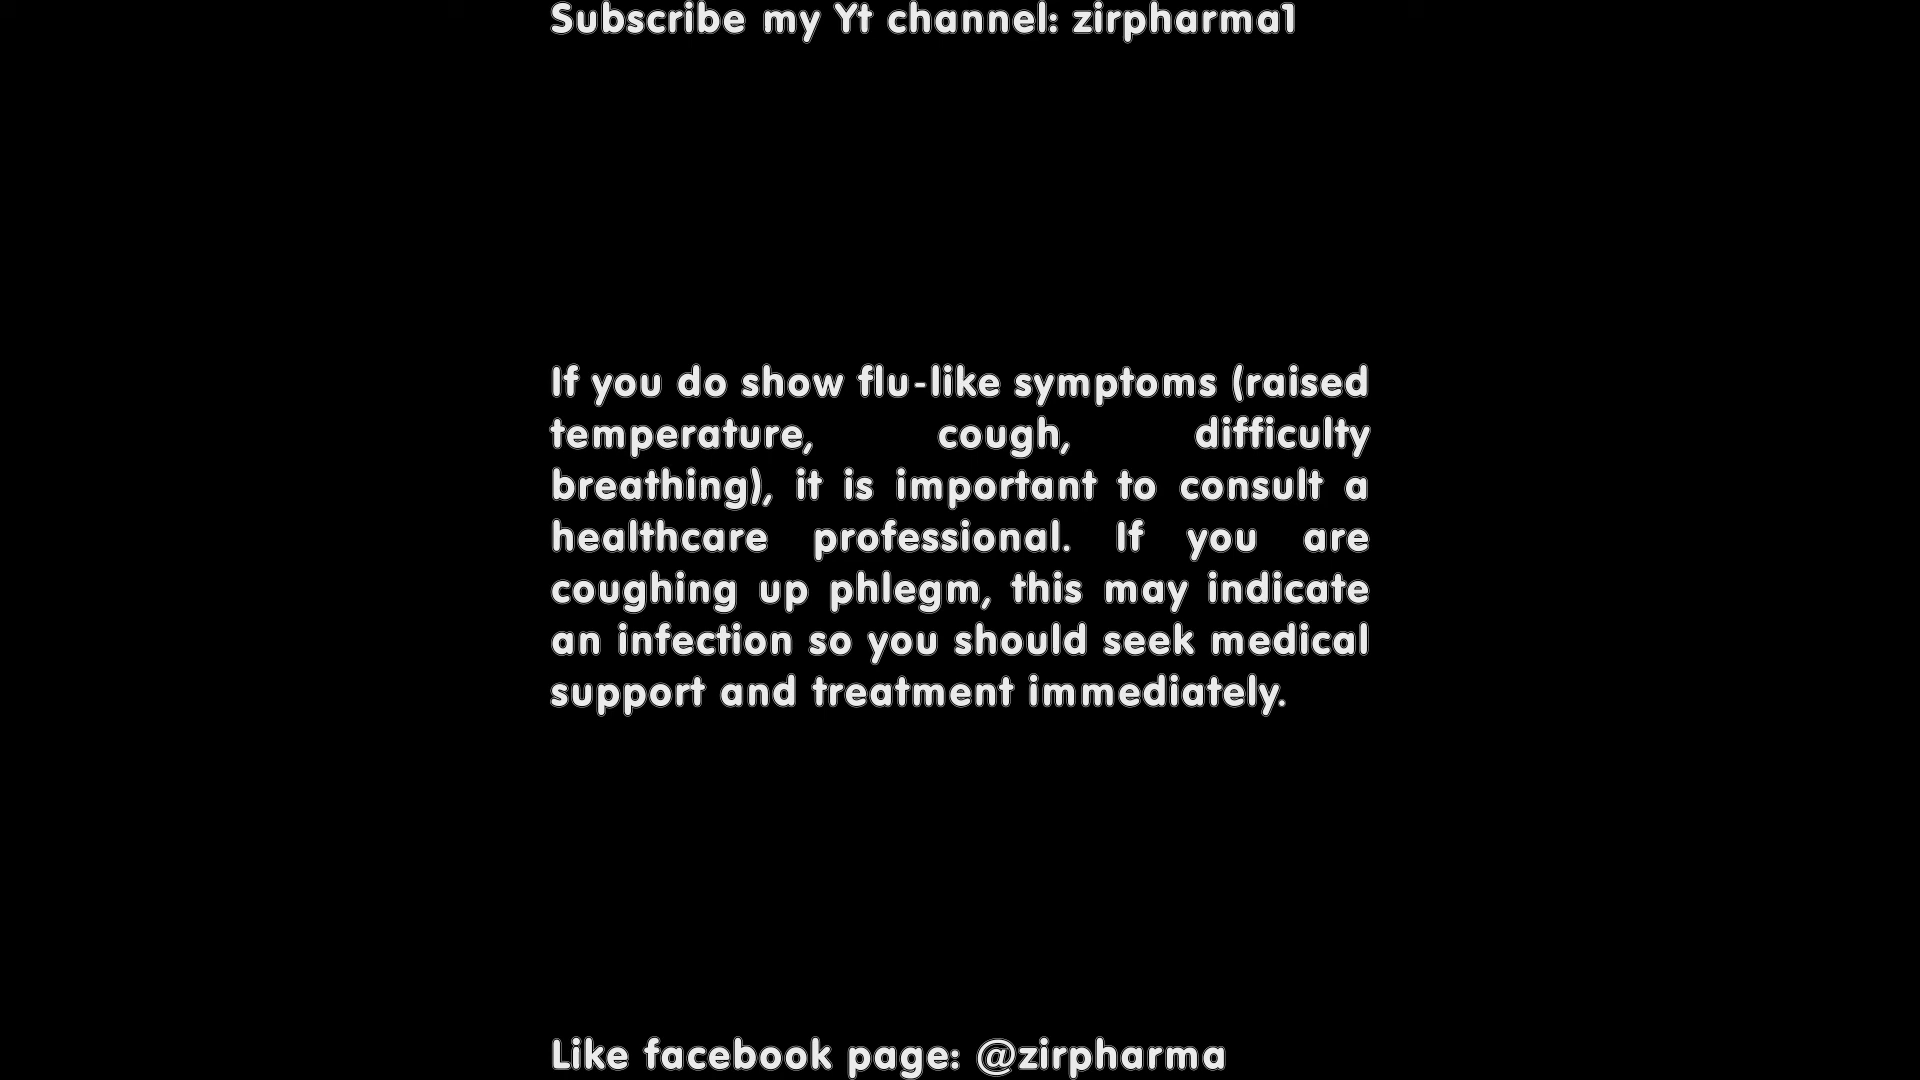 Subscribe my Yt channel: zirpharma1
If you do show flu-like symptoms (raised
temperature, cough, difficulty
breathing), it is important to consult a
healthcare professional. If you are
coughing up phlegm, this may indicate
an infection so you should seek medical
support and treatment immediately.
Like facebook page: @zirpharma